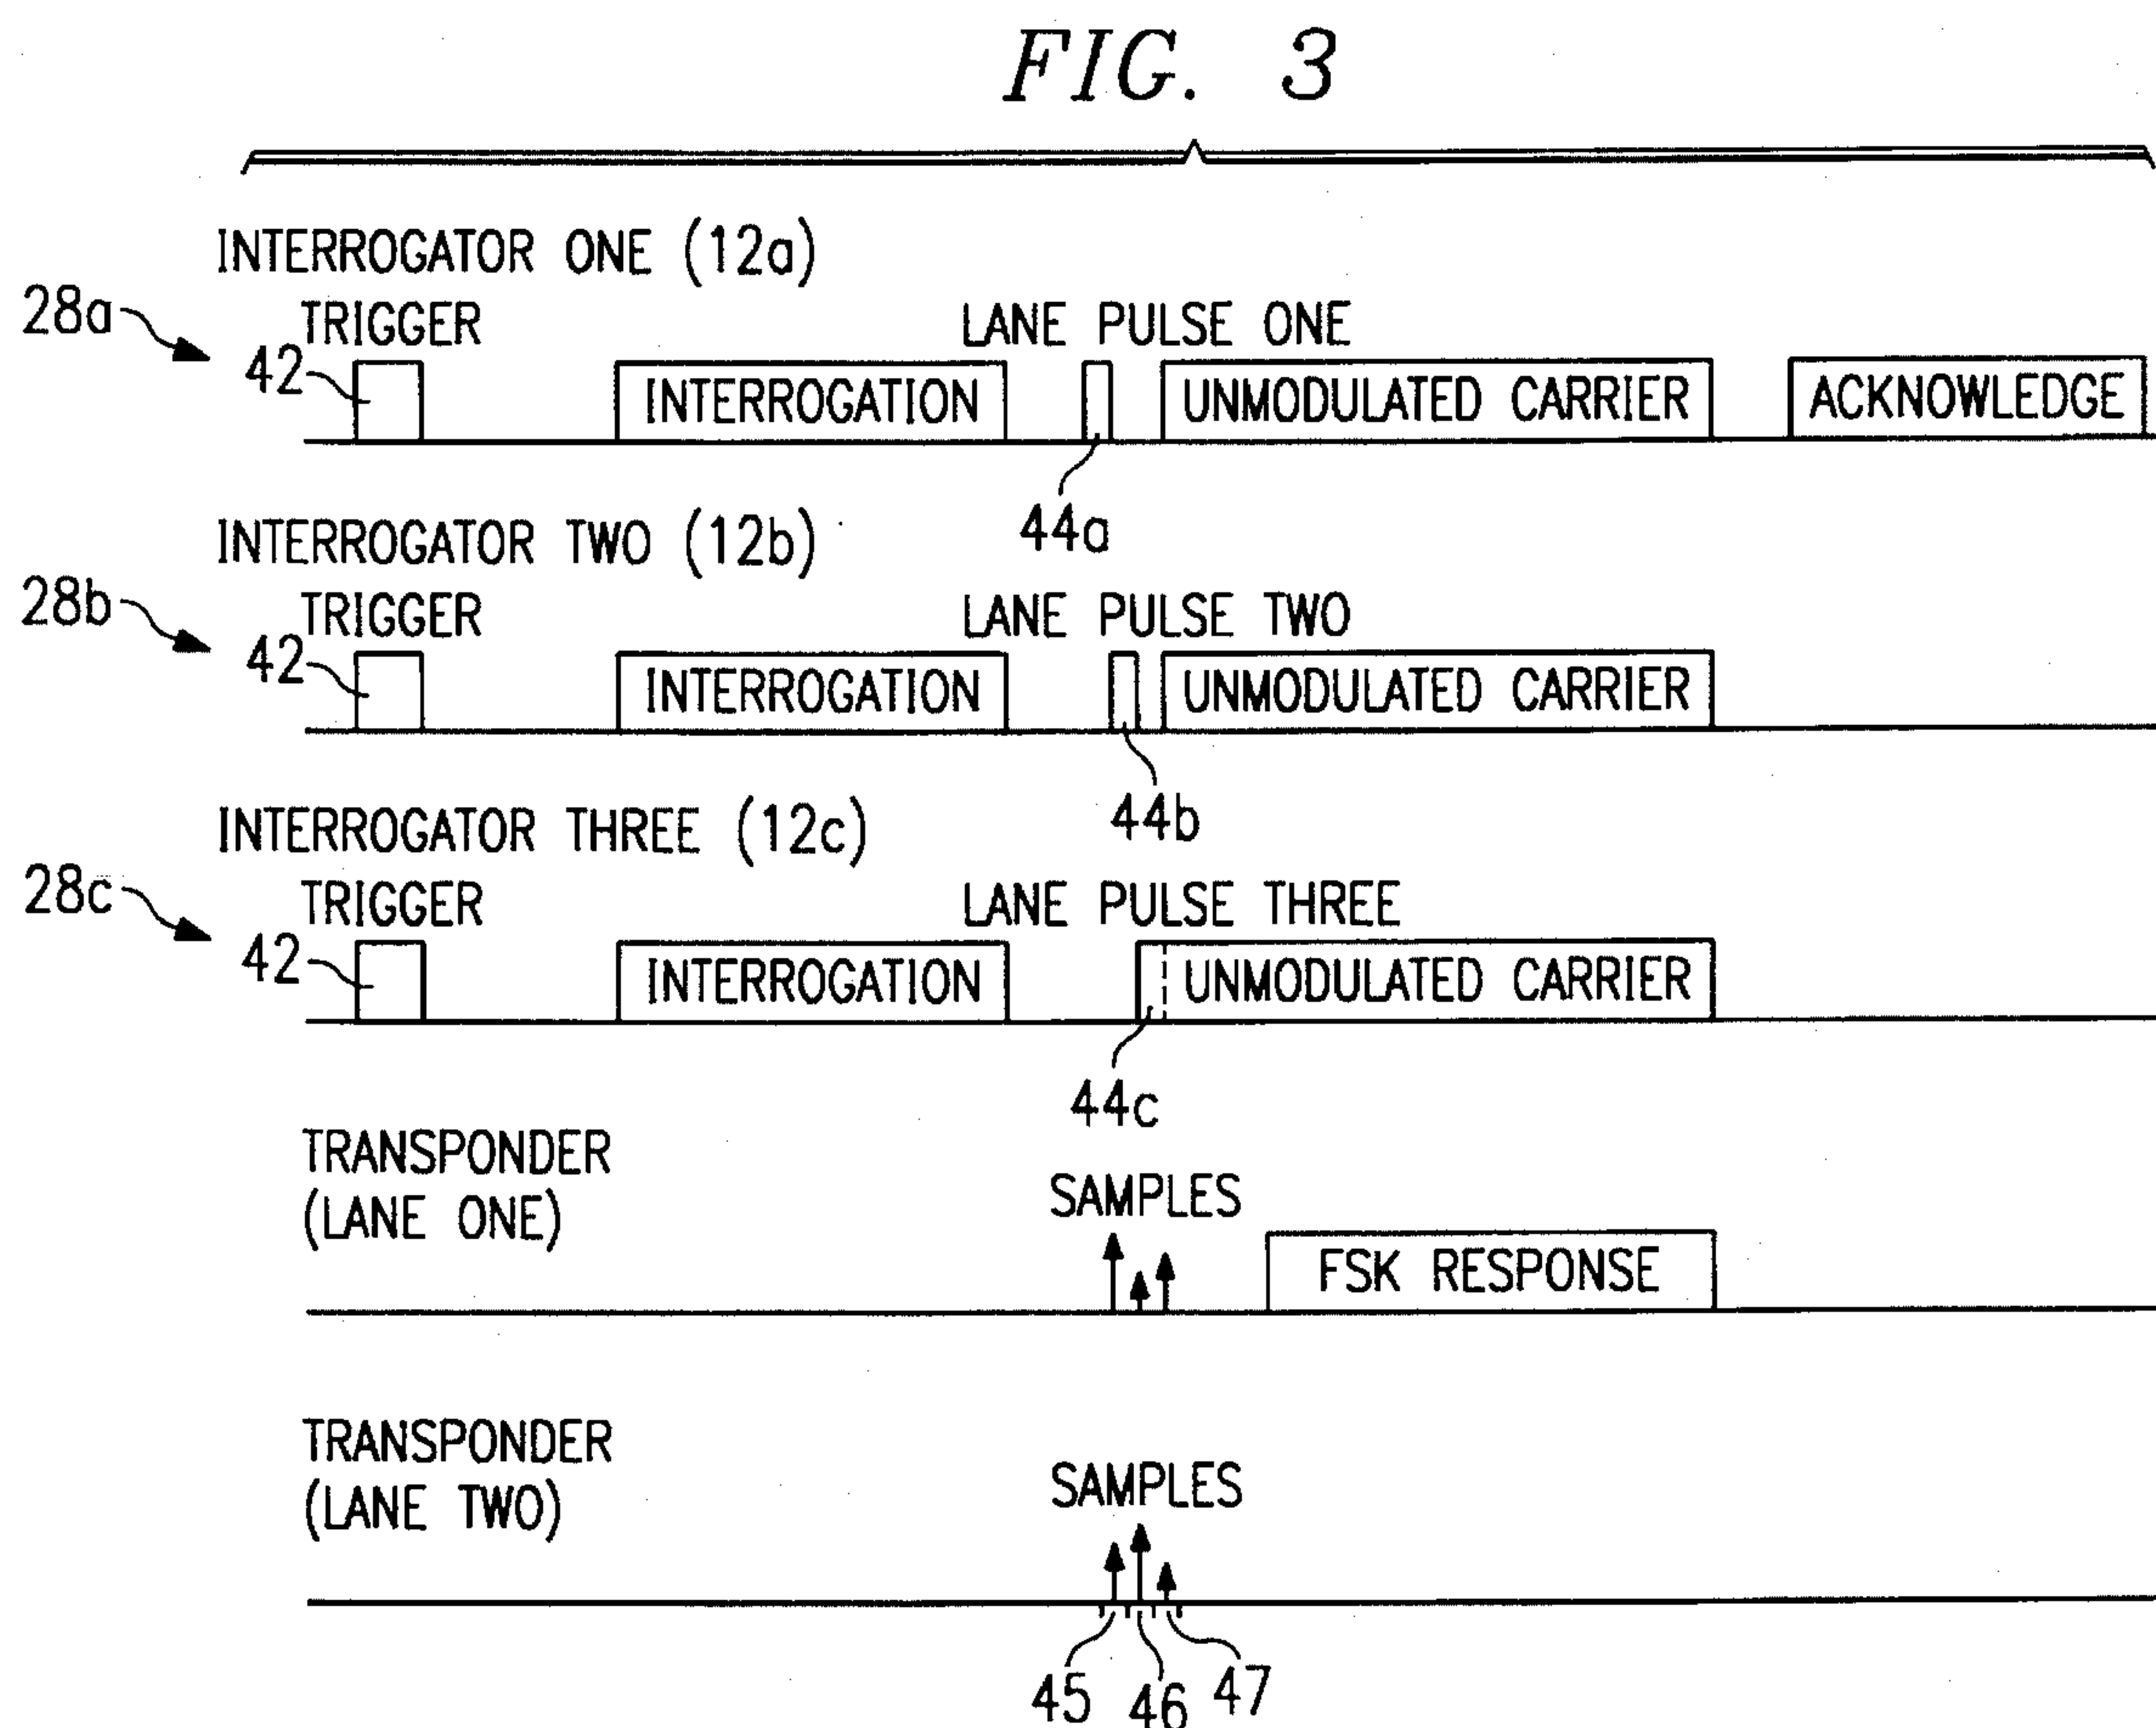 FIG. 3
INTERROGATOR ONE (12a)
28a
TRIGGER
LANE PULSE ONE
42
INTERROGATION
UNMODULATED CARRIER
ACKNOWLEDGE
44a
INTERROGATOR TWO (12b)
28b
TRIGGER
LANE PULSE TWO
42
INTERROGATION
UNMODULATED CARRIER
44b
INTERROGATOR THREE (12c)
28c
TRIGGER
LANE PULSE THREE
42
INTERROGATION
UNMODULATED CARRIER
44c
TRANSPONDER
(LANE ONE)
SAMPLES
FSK RESPONSE
TRANSPONDER
(LANE TWO)
SAMPLES
45
46
47